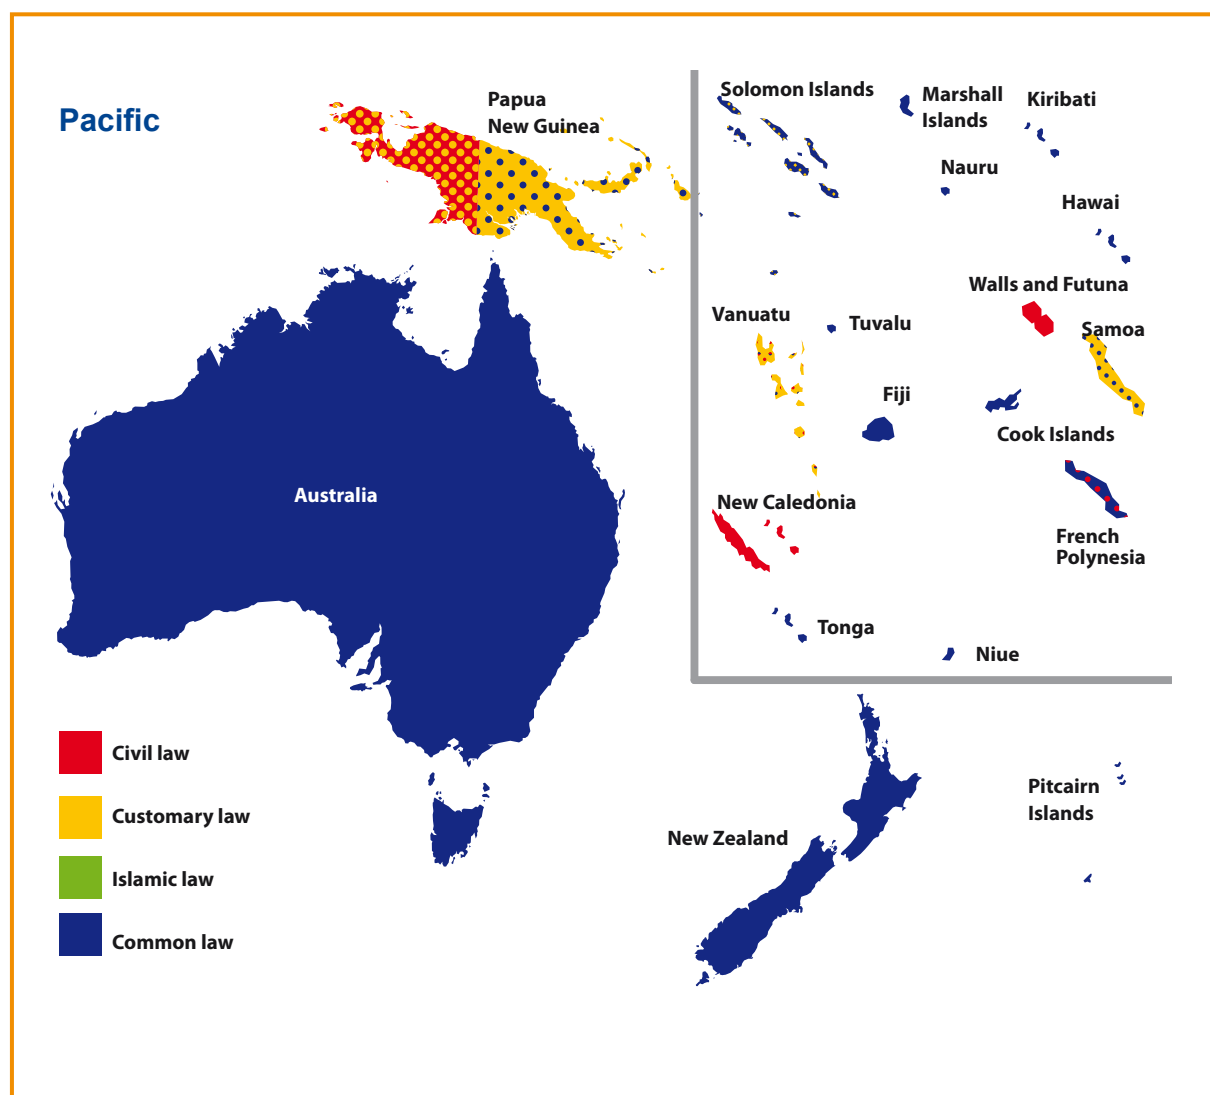 Pacific
Papua
New Guinea
Solomon Islands
Marshall
Islands
Kiribati
Nauru
Hawai
Walls and Futuna
Vanuatu
Tuvalu
Samoa
Fiji
Cook Islands
Australia
New Caledonia
French
Polynesia
Tonga
Niue
Civil law
Customary law
Islamic law
Common law
New Zealand
Pitcairn
Islands